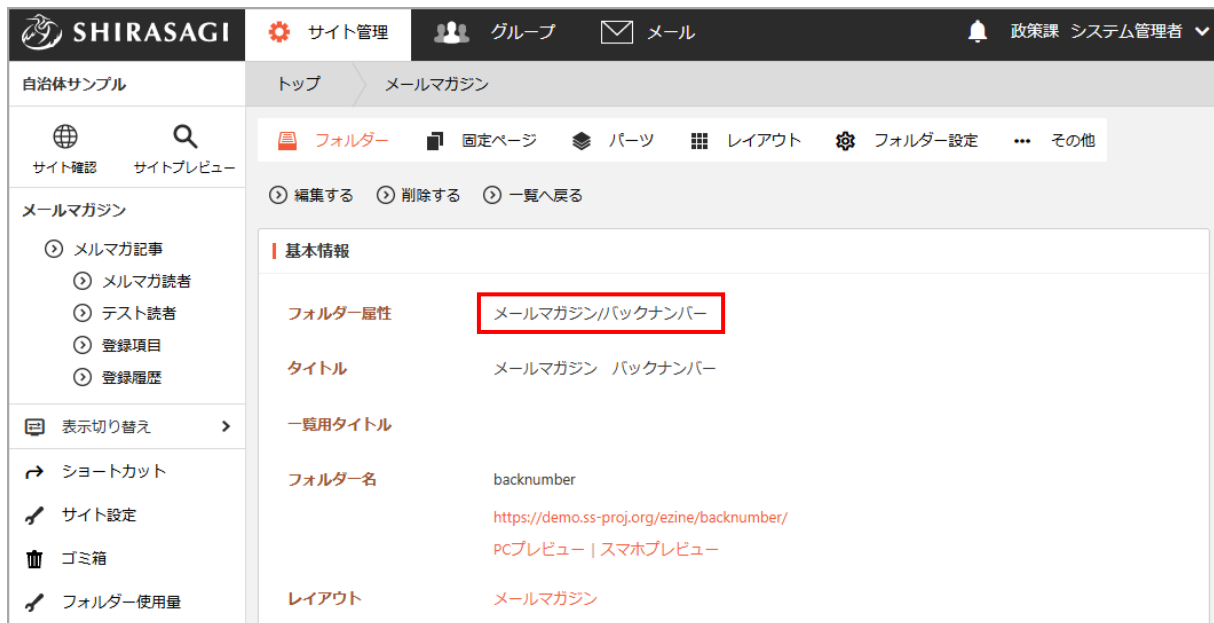 SHIRASAGI サイト管理 グループ メール 政策課 システム管理者
自治体サンプル
トップ メールマガジン
サイト確認 サイトプレビュー
フォルダー 固定ページ パーツ レイアウト フォルダー設定 ••• その他
編集する 削除する 一覧へ戻る
メールマガジン
メルマガ記事
メルマガ読者
テスト読者
登録項目
登録履歴
表示切り替え
ショートカット
サイト設定
ゴミ箱
フォルダー使用量
基本情報
フォルダー属性 メールマガジン/バックナンバー
タイトル メールマガジン　バックナンバー
一覧用タイトル
フォルダー名 backnumber
https://demo.ss-proj.org/ezine/backnumber/
PCプレビュー | スマホプレビュー
レイアウト メールマガジン